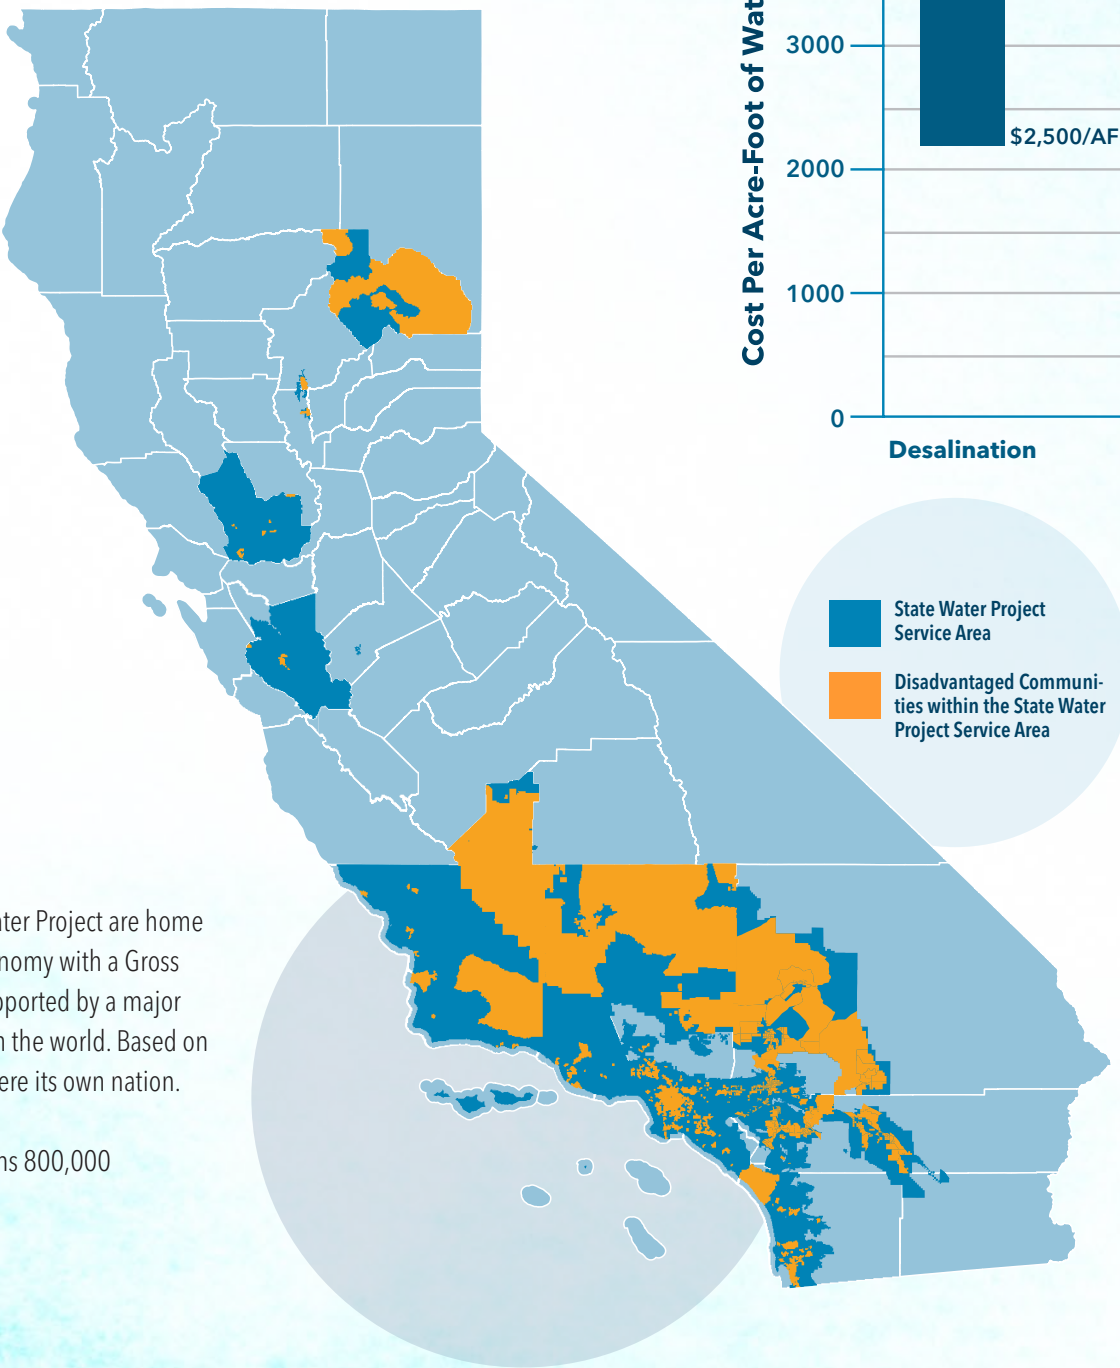 Cost Per Acre-Foot of Wat
3000
$2,500/AF
2000
1000
0
Desalination
State Water Project
Service Area
Disadvantaged Communi-
ties within the State Water
Project Service Area
ater Project are home
nomy with a Gross
pported by a major
n the world. Based on
ere its own nation.
ns 800,000